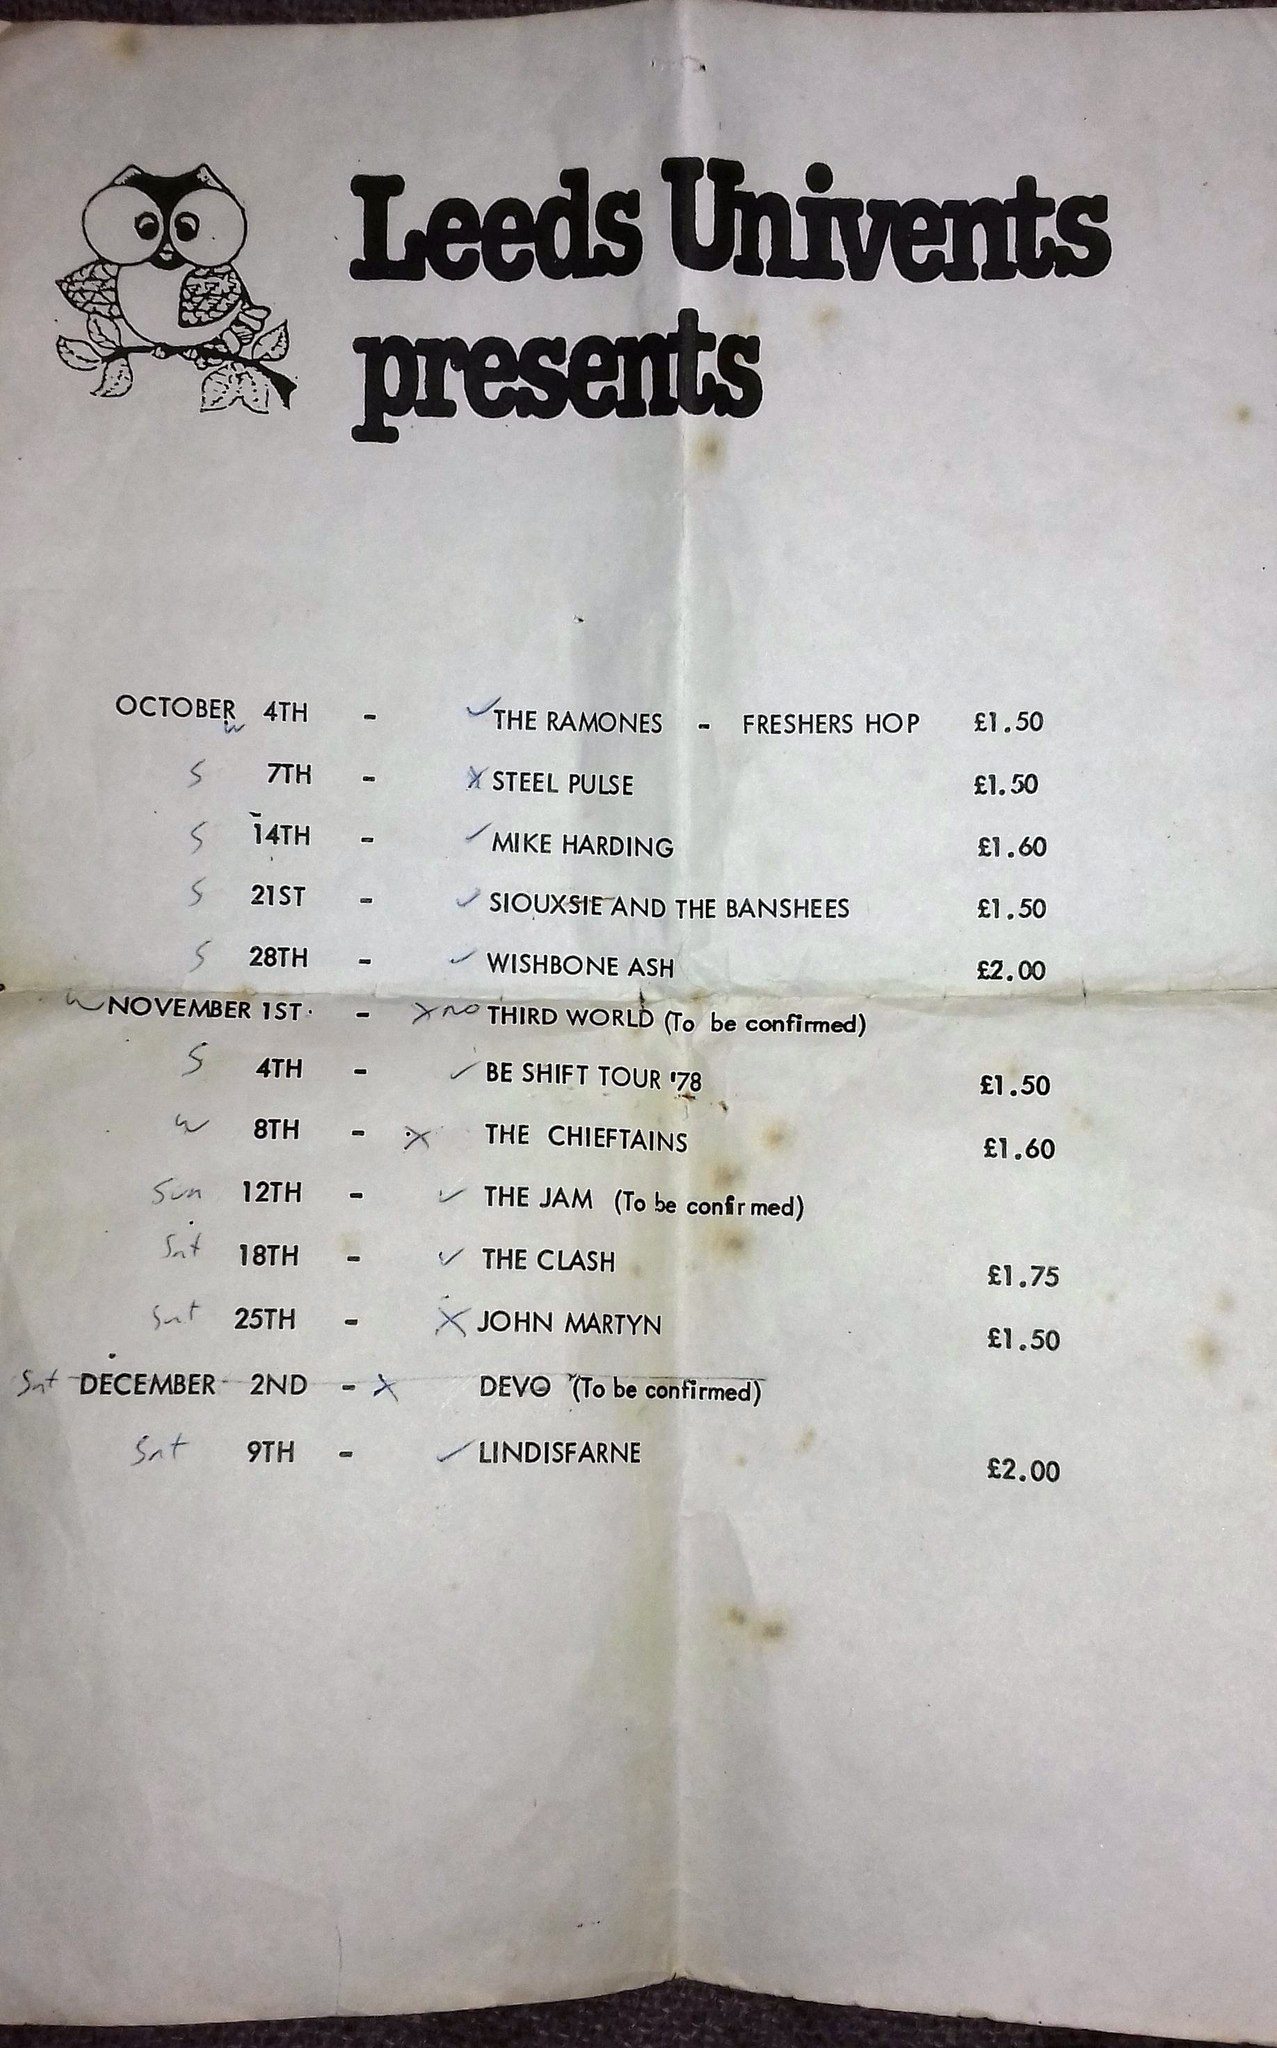 Leeds Univents
presents
OCTOBER w 4TH - ✓ THE RAMONES - FRESHERS HOP £1.50
S 7TH - X STEEL PULSE £1.50
S 14TH - ✓ MIKE HARDING £1.60
S 21ST - ✓ SIOUXSIE AND THE BANSHEES £1.50
S 28TH - ✓ WISHBONE ASH £2.00
W NOVEMBER 1ST - X no THIRD WORLD (To be confirmed)
S 4TH - ✓ BE SHIFT TOUR '78 £1.50
W 8TH - X THE CHIEFTAINS £1.60
Sun 12TH - ✓ THE JAM (To be confirmed)
Sat 18TH - ✓ THE CLASH £1.75
Sat 25TH - X JOHN MARTYN £1.50
Sat DECEMBER 2ND - X DEVO (To be confirmed)
Sat 9TH - ✓ LINDISFARNE £2.00